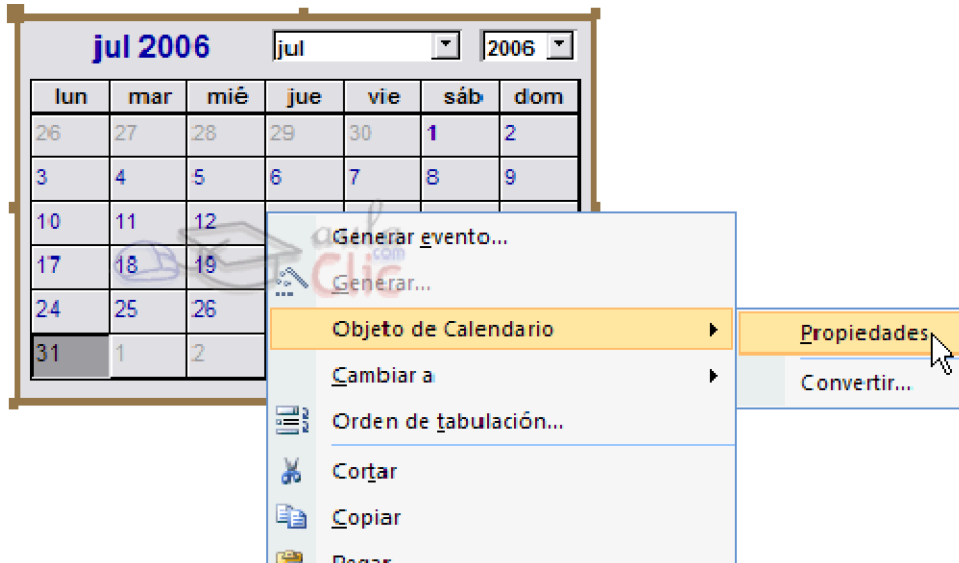 jul 2006 jul 2006
lun mar mié jue vie sáb dom
26 27 28 29 30 1 2
3 4 5 6 7 8 9
10 11 12
17 18 19
24 25 26
31 1 2
aula
Clic
.com
Generar evento...
Generar...
Objeto de Calendario
Propiedades
Convertir...
Cambiar a
Orden de tabulación...
Cortar
Copiar
Pegar